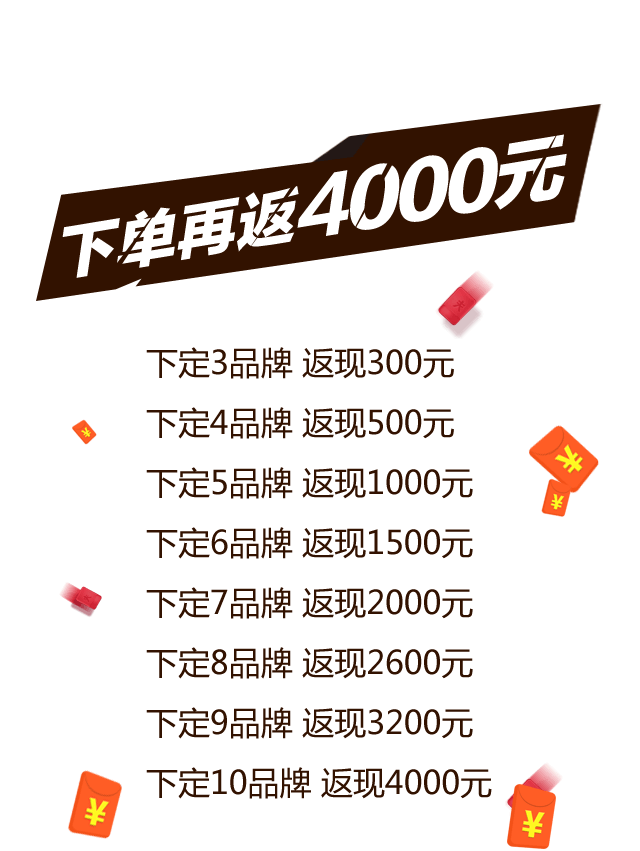 下单再返4000元
下定3品牌 返现300元
下定4品牌 返现500元
下定5品牌 返现1000元
下定6品牌 返现1500元
下定7品牌 返现2000元
下定8品牌 返现2600元
下定9品牌 返现3200元
下定10品牌 返现4000元
¥
¥
¥
¥
¥